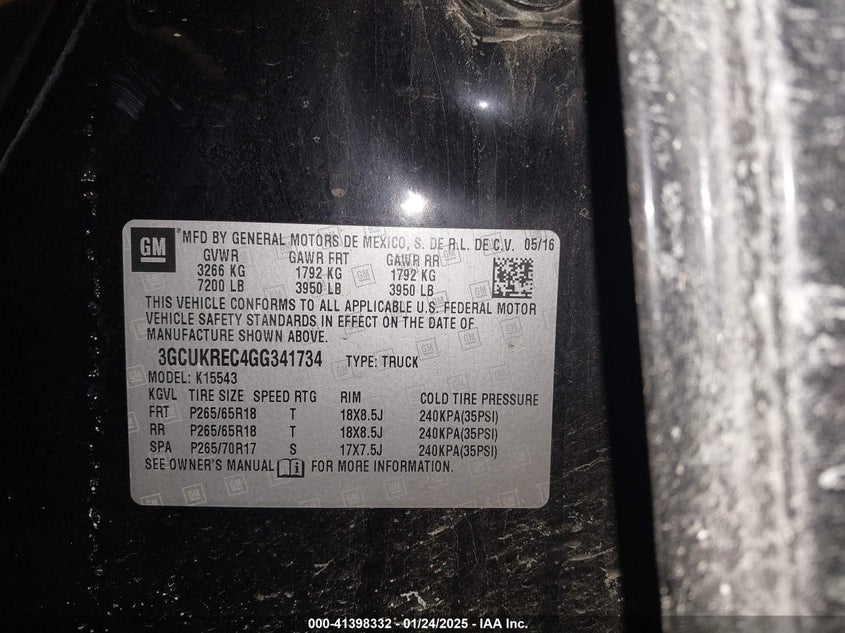 GM
MFD BY GENERAL MOTORS DE MEXICO, S. DE R.L. DE C.V. 05/16
GVWR GAWR FRT GAWR RR
3266 KG 1792 KG 1792 KG
7200 LB 3950 LB 3950 LB
THIS VEHICLE CONFORMS TO ALL APPLICABLE U.S. FEDERAL MOTOR
VEHICLE SAFETY STANDARDS IN EFFECT ON THE DATE OF
MANUFACTURE SHOWN ABOVE.
3GCUKREC4GG341734 TYPE: TRUCK
MODEL: K15543
KGVL TIRE SIZE SPEED RTG RIM COLD TIRE PRESSURE
FRT P265/65R18 T 18X8.5J 240KPA(35PSI)
RR P265/65R18 T 18X8.5J 240KPA(35PSI)
SPA P265/70R17 S 17X7.5J 240KPA(35PSI)
SEE OWNER'S MANUAL FOR MORE INFORMATION.
000-41398332 - 01/24/2025 - IAA Inc.